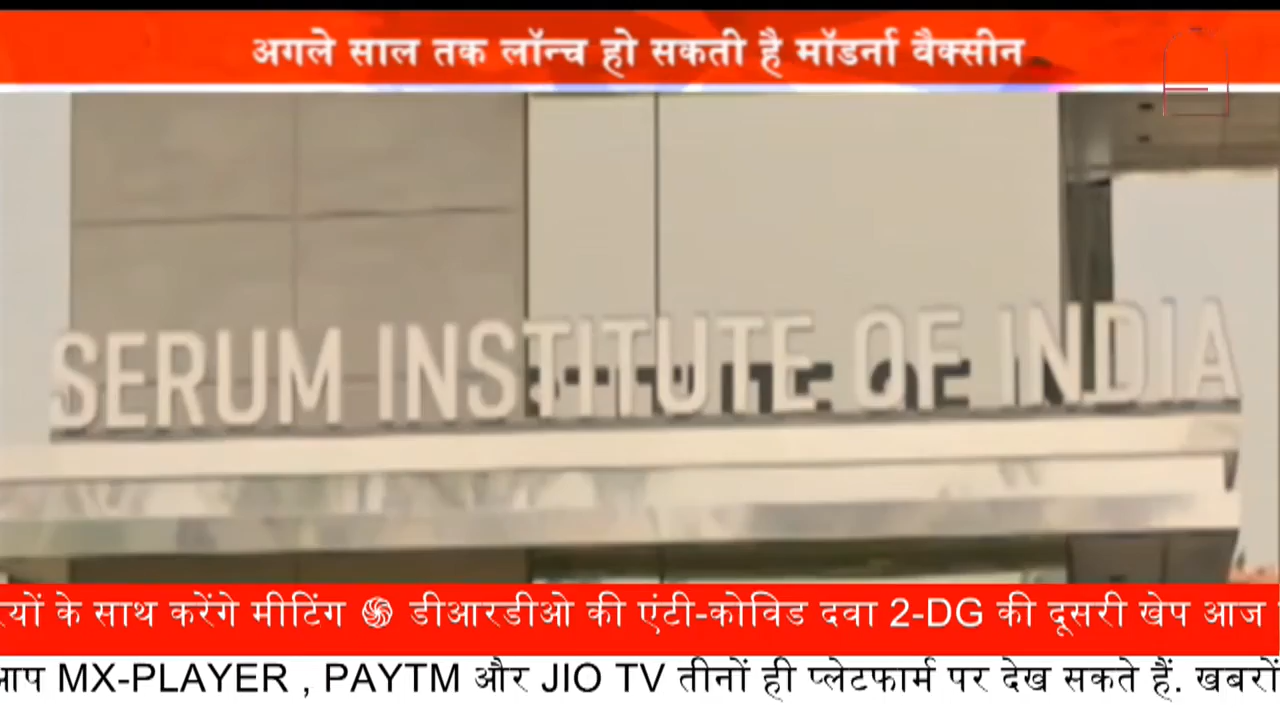 अगले साल तक लॉन्च हो सकती है मॉडर्ना वैक्सीन
SERUM INSTITUTE OF INDIA
के साथ करेंगे मीटिंग ֍ डीआरडीओ की एंटी-कोविड दवा 2-DG की दूसरी खेप आज
आप MX-PLAYER , PAYTM और JIO TV तीनों ही प्लेटफार्म पर देख सकते हैं. खबरों